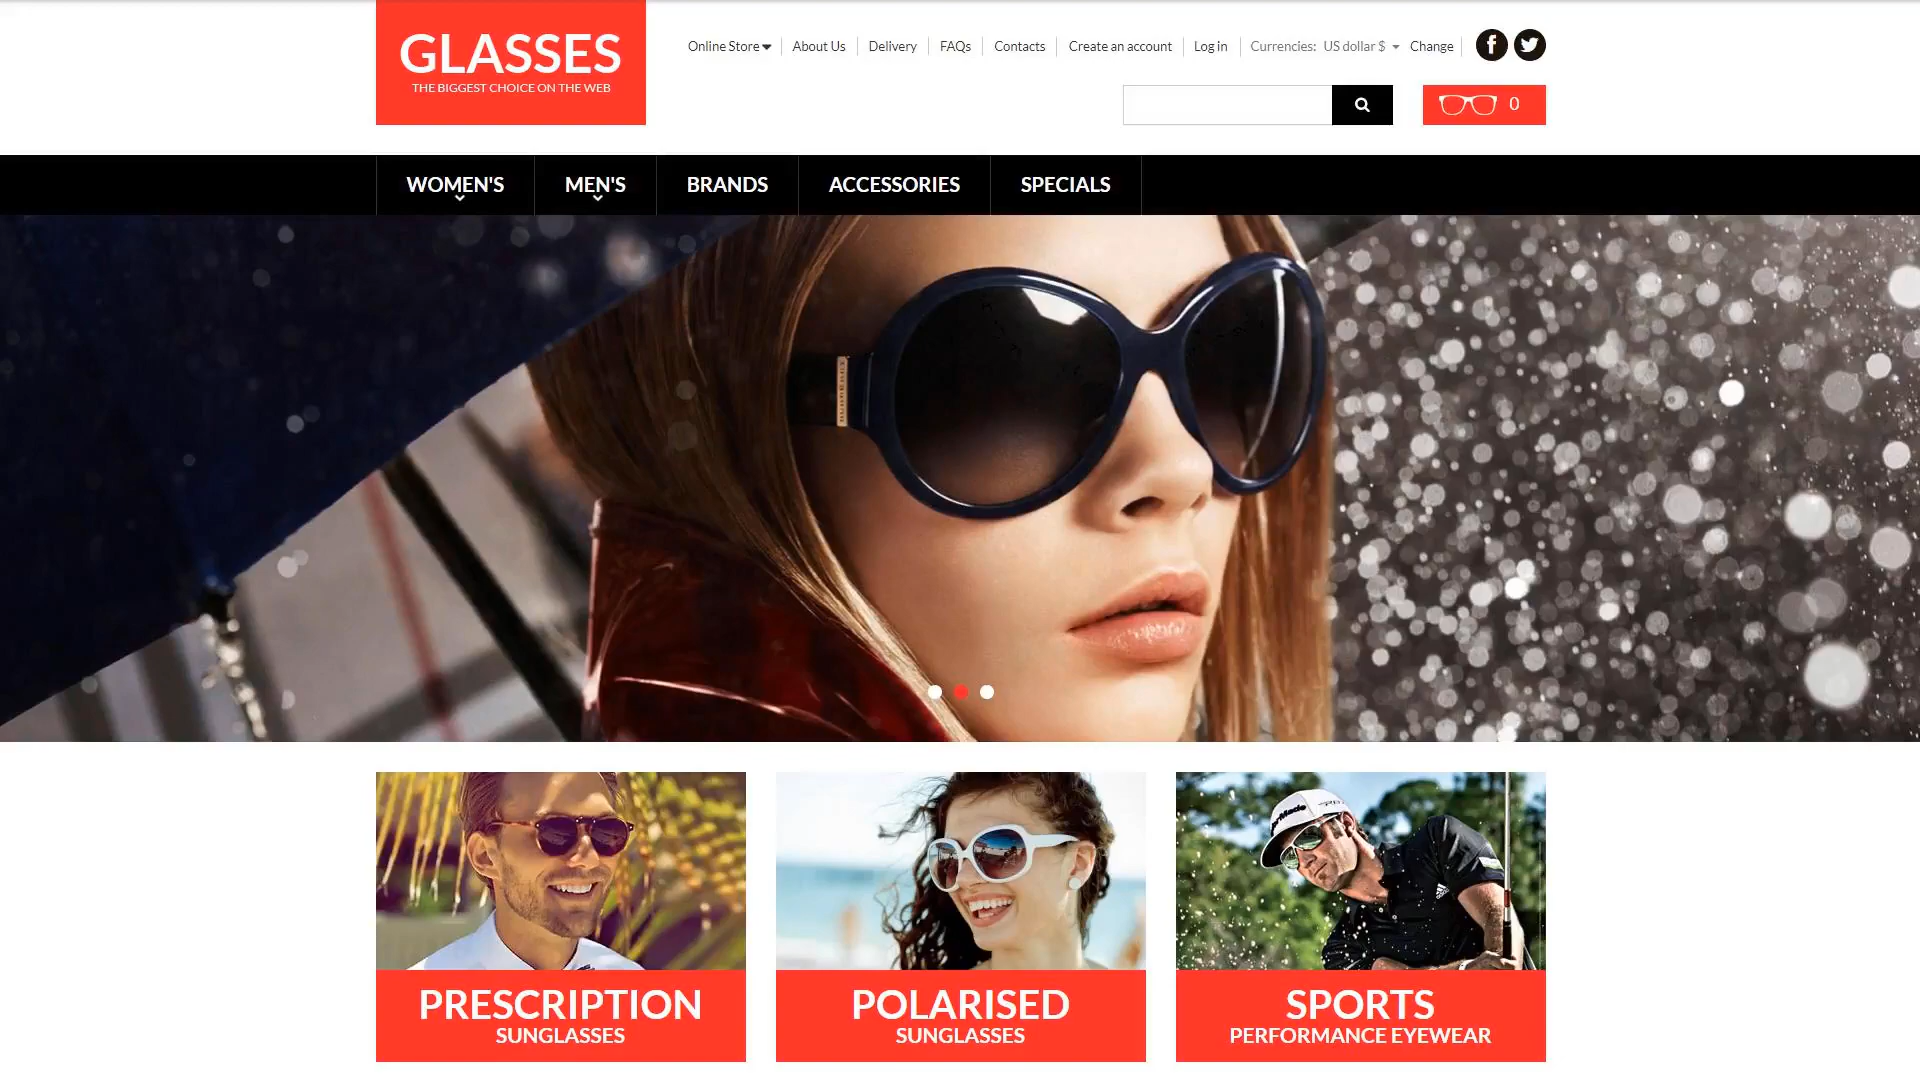 GLASSES
THE BIGGEST CHOICE ON THE WEB
Online Store
About Us
Delivery
FAQs
Contacts
Create an account
Log in
Currencies: US dollar $
Change
0
WOMEN'S
MEN'S
BRANDS
ACCESSORIES
SPECIALS
PRESCRIPTION
SUNGLASSES
POLARISED
SUNGLASSES
SPORTS
PERFORMANCE EYEWEAR